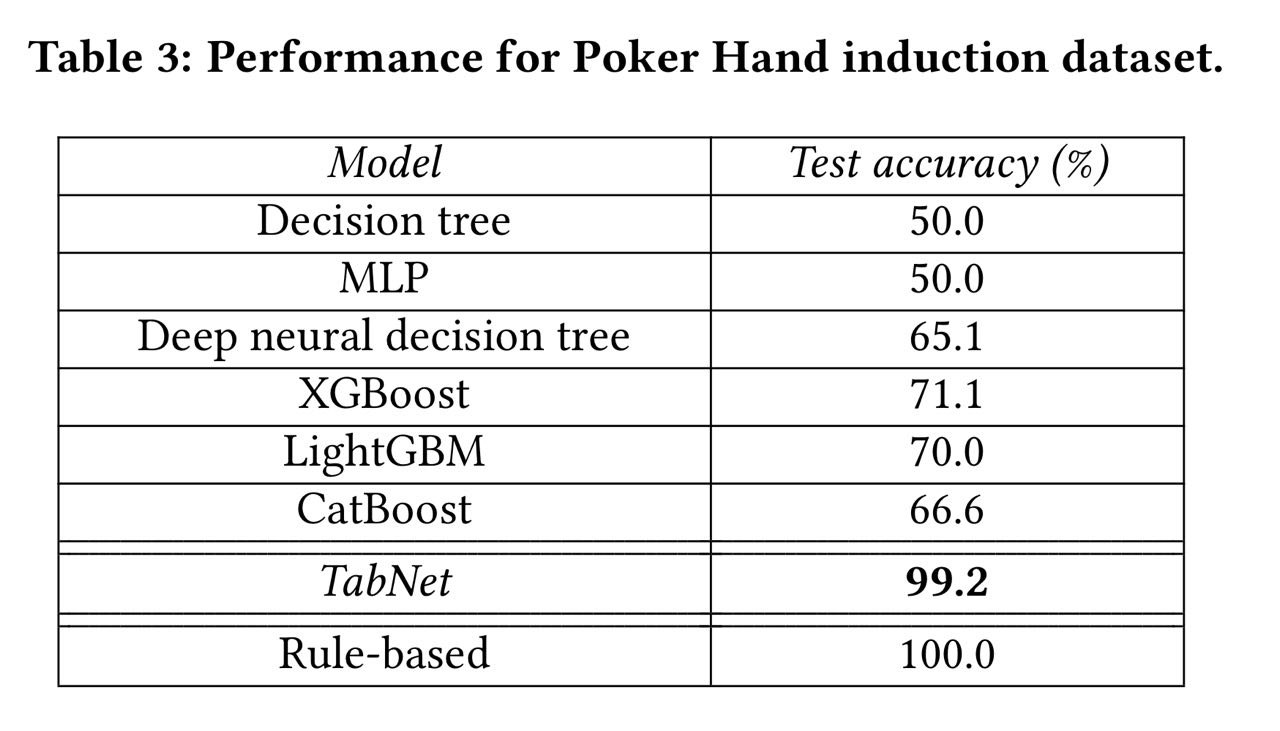 Table 3: Performance for Poker Hand induction dataset.
Model Test accuracy (%)
Decision tree 50.0
MLP 50.0
Deep neural decision tree 65.1
XGBoost 71.1
LightGBM 70.0
CatBoost 66.6
TabNet 99.2
Rule-based 100.0